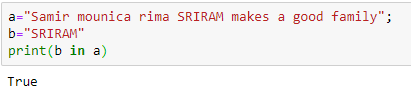 a="Samir mounica rima SRIRAM makes a good family";
b="SRIRAM"
print(b in a)
True